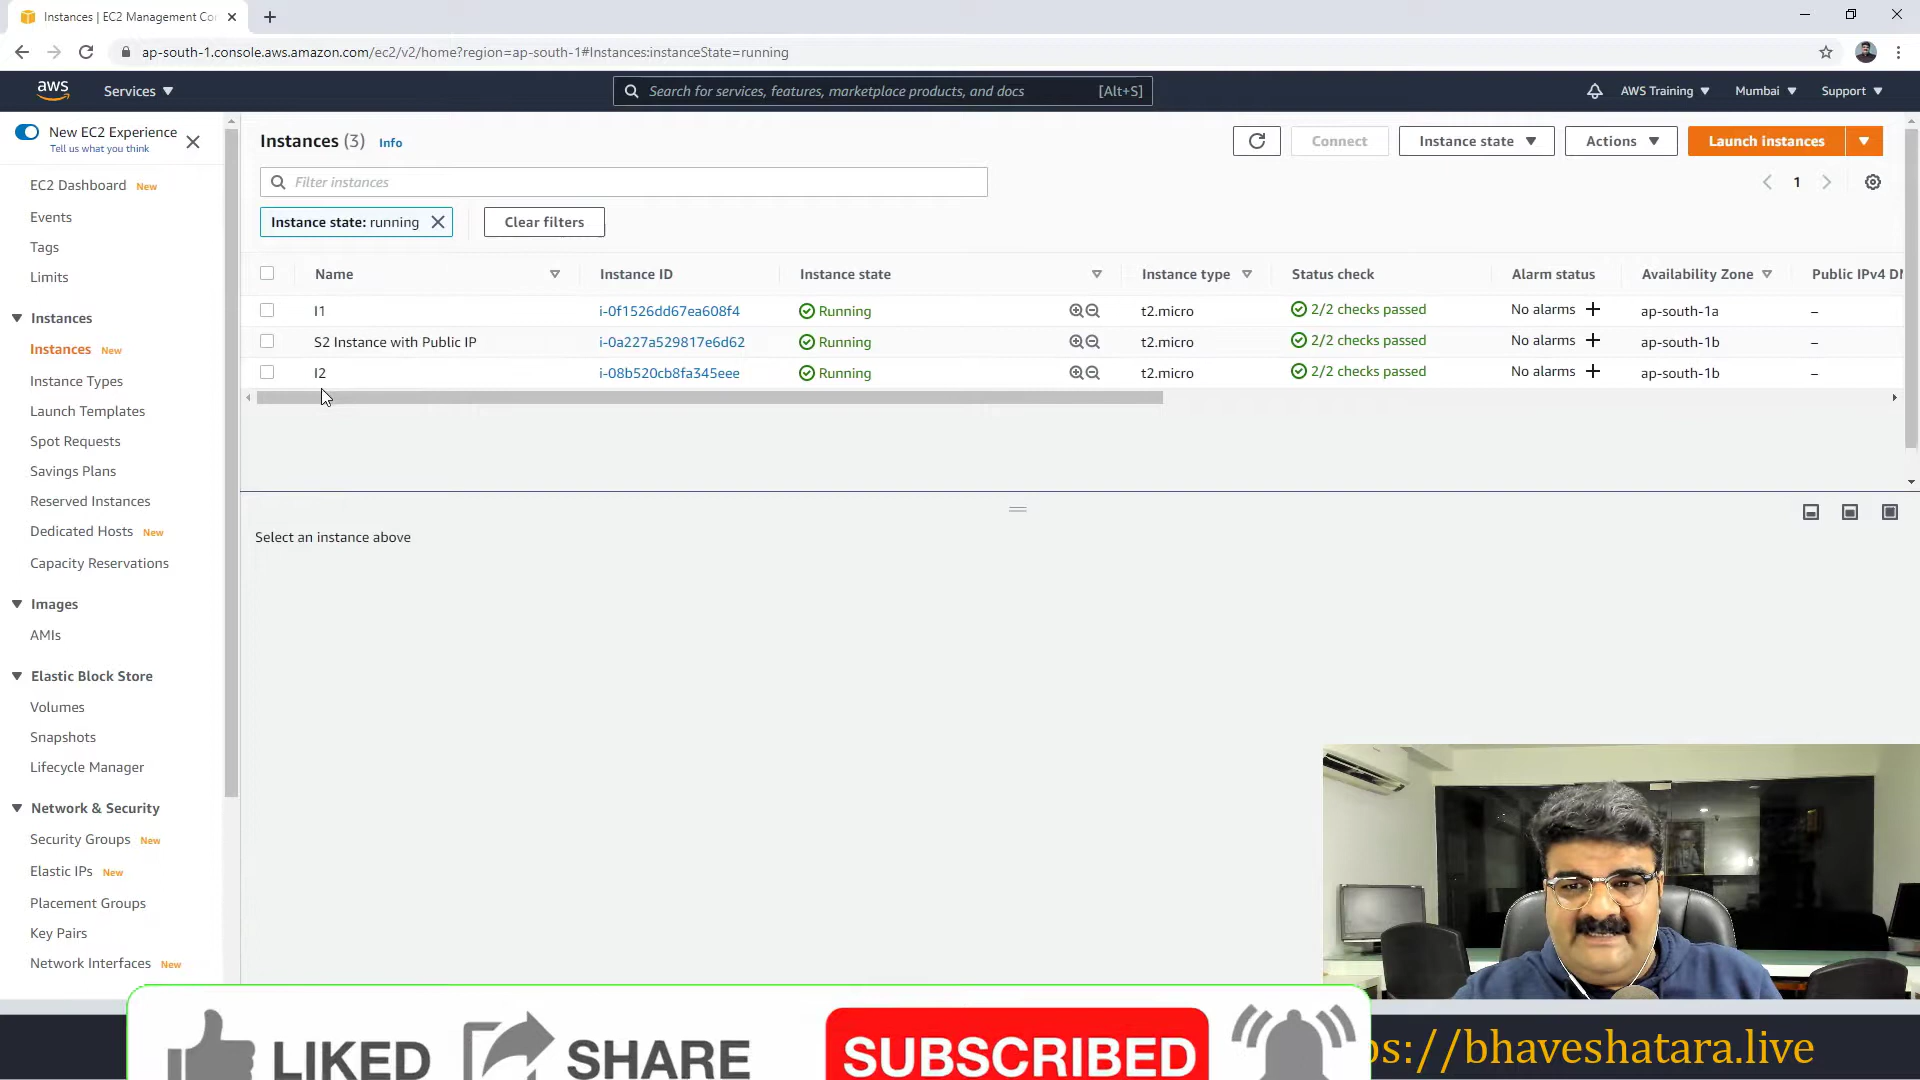 Instances | EC2 Management Co
ap-south-1.console.aws.amazon.com/ec2/v2/home?region=ap-south-1#Instances:instanceState=running
aws
Services
Search for services, features, marketplace products, and docs
[Alt+S]
AWS Training
Mumbai
Support
New EC2 Experience
Tell us what you think
EC2 Dashboard New
Events
Tags
Limits
Instances
Instances New
Instance Types
Launch Templates
Spot Requests
Savings Plans
Reserved Instances
Dedicated Hosts New
Capacity Reservations
Images
AMIs
Elastic Block Store
Volumes
Snapshots
Lifecycle Manager
Network & Security
Security Groups New
Elastic IPs New
Placement Groups
Key Pairs
Network Interfaces New
Instances (3) Info
Connect
Instance state
Actions
Launch instances
Filter instances
1
Instance state: running
Clear filters
Name Instance ID Instance state Instance type Status check Alarm status Availability Zone Public IPv4 D
I1 i-0f1526dd67ea608f4 Running t2.micro 2/2 checks passed No alarms + ap-south-1a –
S2 Instance with Public IP i-0a227a529817e6d62 Running t2.micro 2/2 checks passed No alarms + ap-south-1b –
I2 i-08b520cb8fa345eee Running t2.micro 2/2 checks passed No alarms + ap-south-1b –
Select an instance above
LIKED
SHARE
SUBSCRIBED
ps://bhaveshatara.live